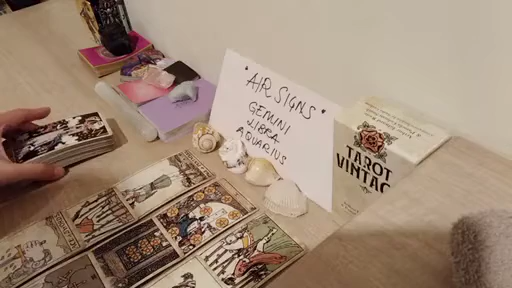 AIR SIGNS
GEMINI
LIBRA
AQUARIUS
TAROT
VINTAG